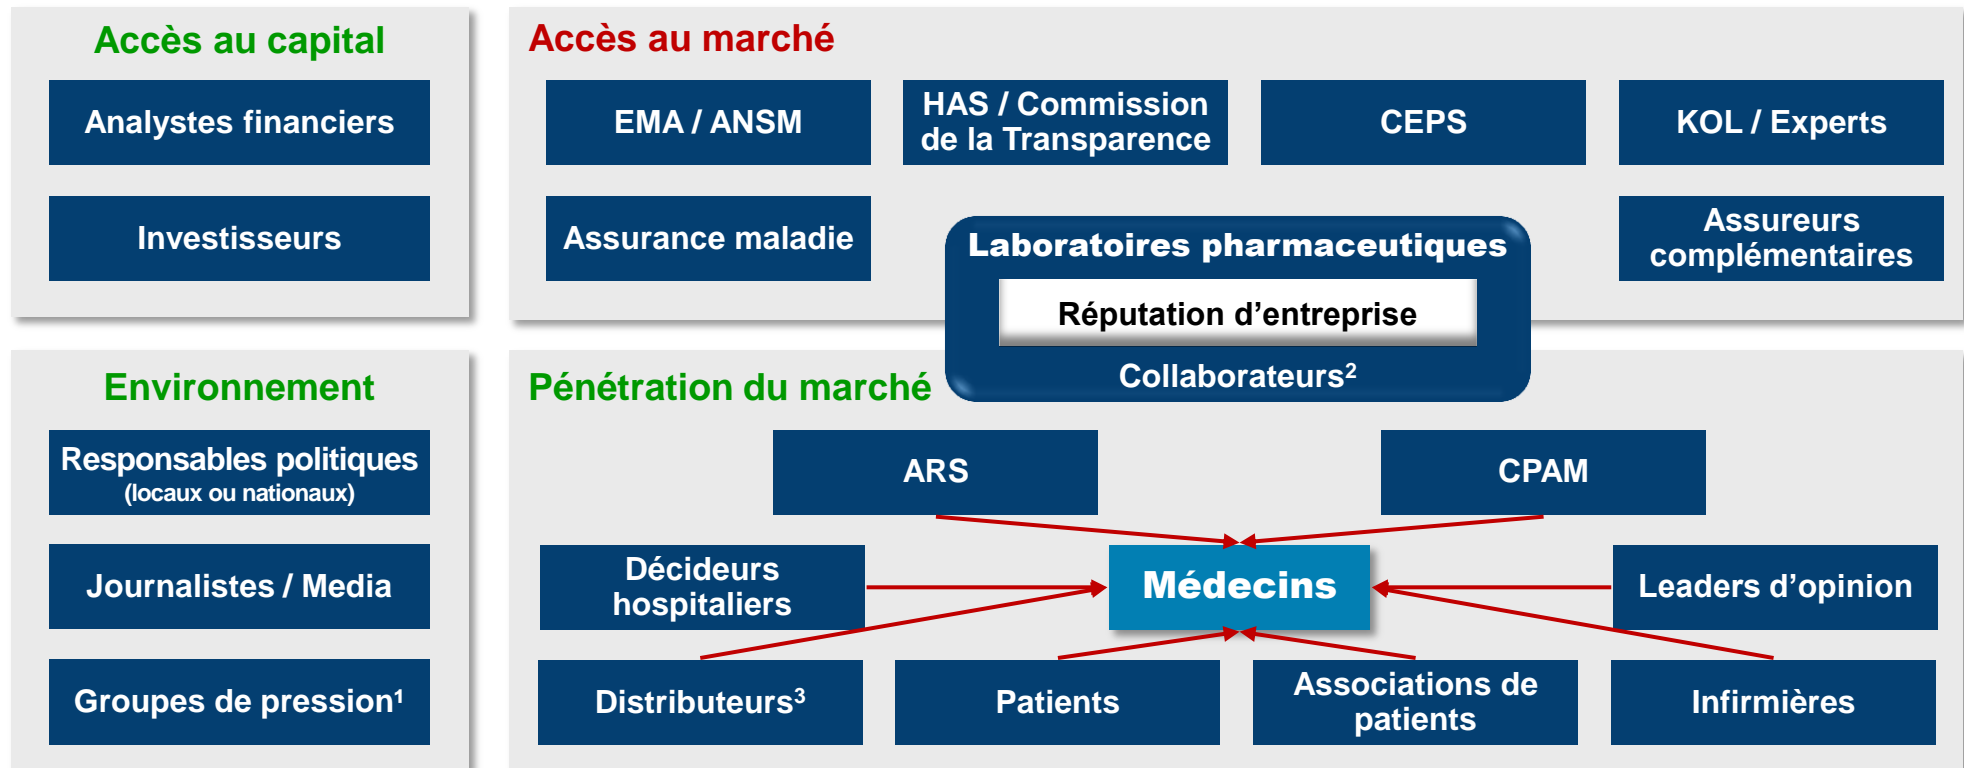 Accès au capital
Analystes financiers
Investisseurs
Accès au marché
EMA / ANSM
HAS / Commission
de la Transparence
CEPS
KOL / Experts
Assurance maladie
Assureurs
complémentaires
Laboratoires pharmaceutiques
Réputation d’entreprise
Collaborateurs²
Environnement
Responsables politiques
(locaux ou nationaux)
Journalistes / Media
Groupes de pression¹
Pénétration du marché
ARS
CPAM
Décideurs
hospitaliers
Médecins
Leaders d’opinion
Distributeurs³
Patients
Associations de
patients
Infirmières